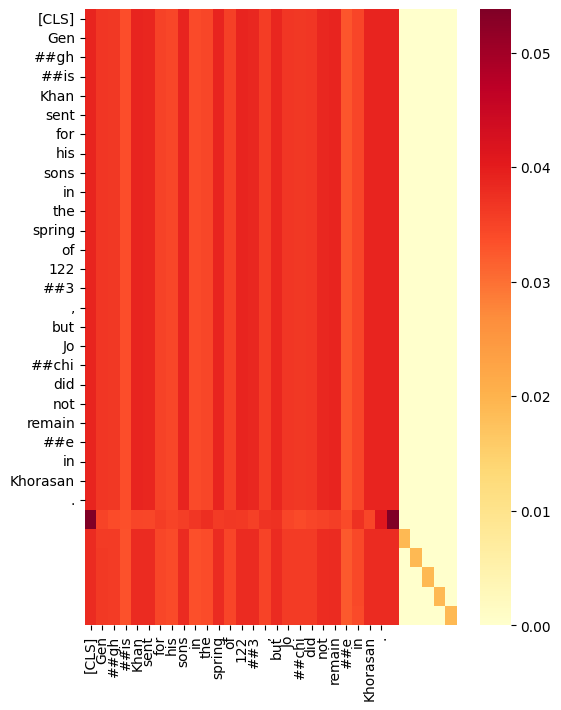 [CLS]
Gen
##gh
##is
Khan
sent
for
his
sons
in
the
spring
of
122
##3
,
but
Jo
##chi
did
not
remain
##e
in
Khorasan
.
0.05
0.04
0.03
0.02
0.01
0.00
[CLS]
Gen
##gh
##is
Khan
sent
for
his
sons
in
the
spring
of
122
##3
,
but
Jo
##chi
did
not
remain
##e
in
Khorasan
.